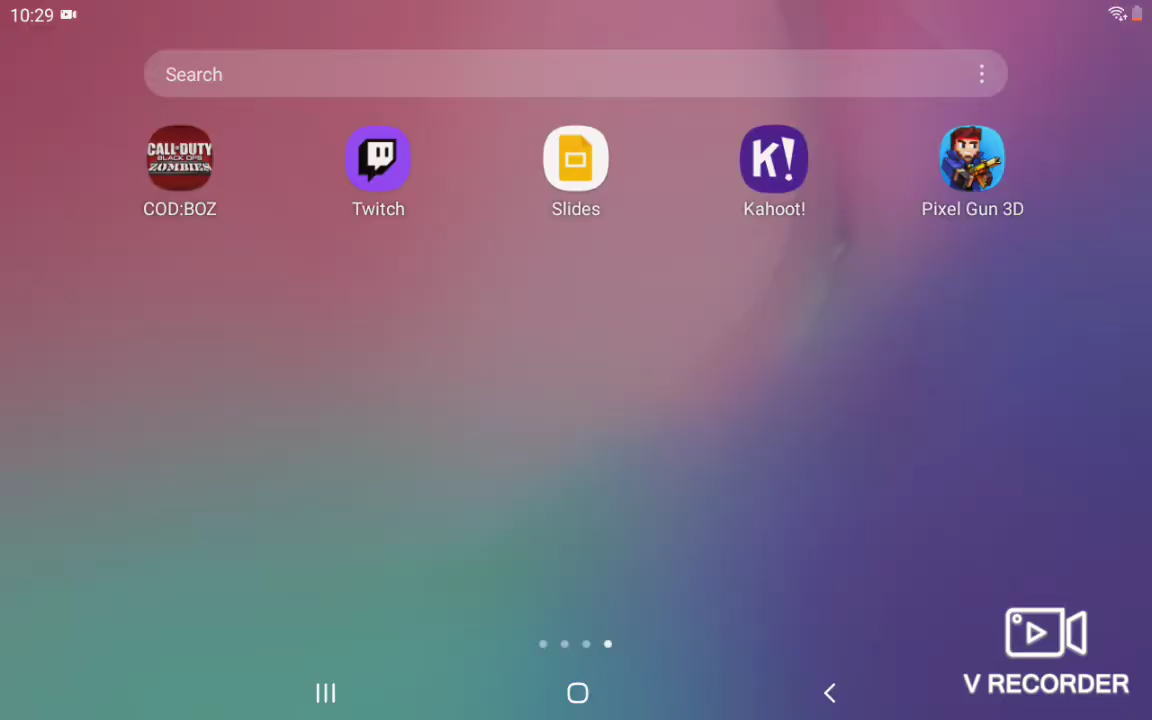 10:29
Search
CALL OF DUTY
BLACK OPS
ZOMBIES
K!
COD:BOZ
Twitch
Slides
Kahoot!
Pixel Gun 3D
V RECORDER